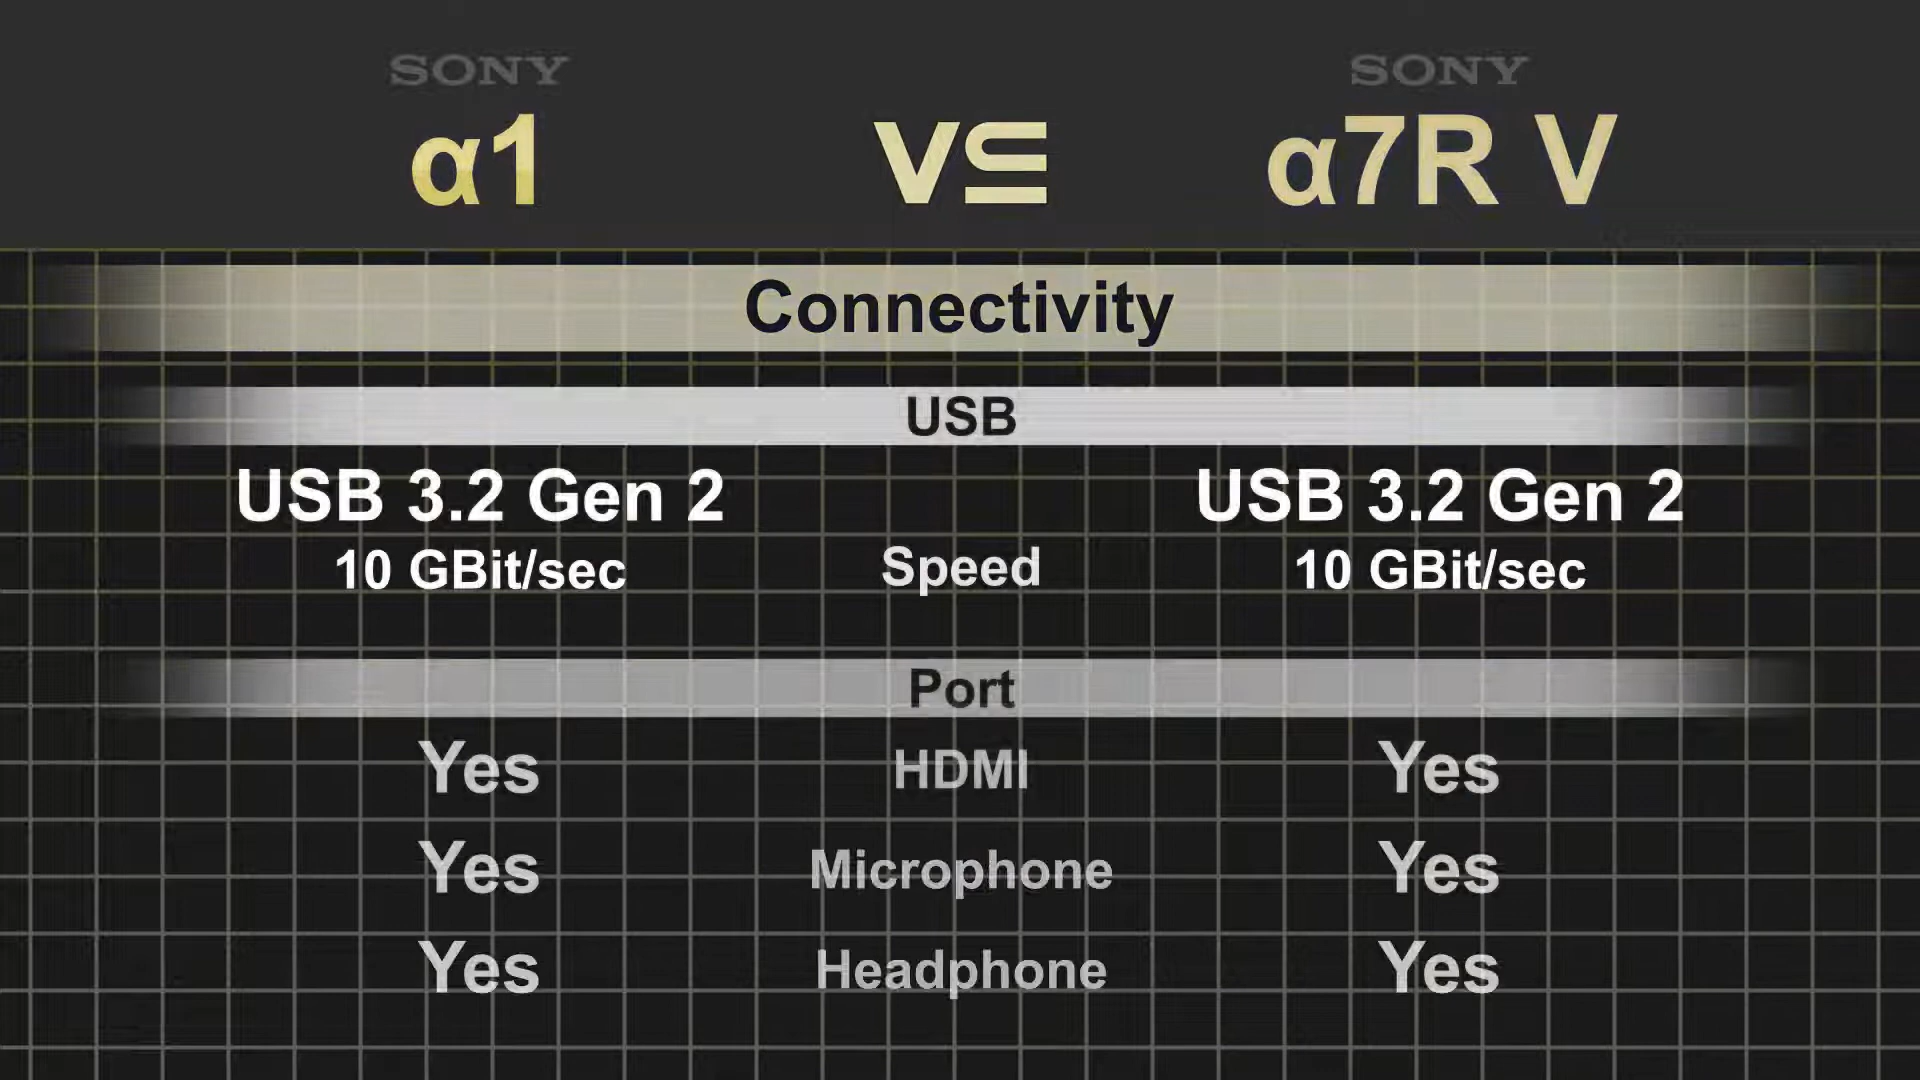 SONY SONY
α1 VS α7R V
Connectivity
USB
USB 3.2 Gen 2 USB 3.2 Gen 2
10 GBit/sec Speed 10 GBit/sec
Port
Yes HDMI Yes
Yes Microphone Yes
Yes Headphone Yes